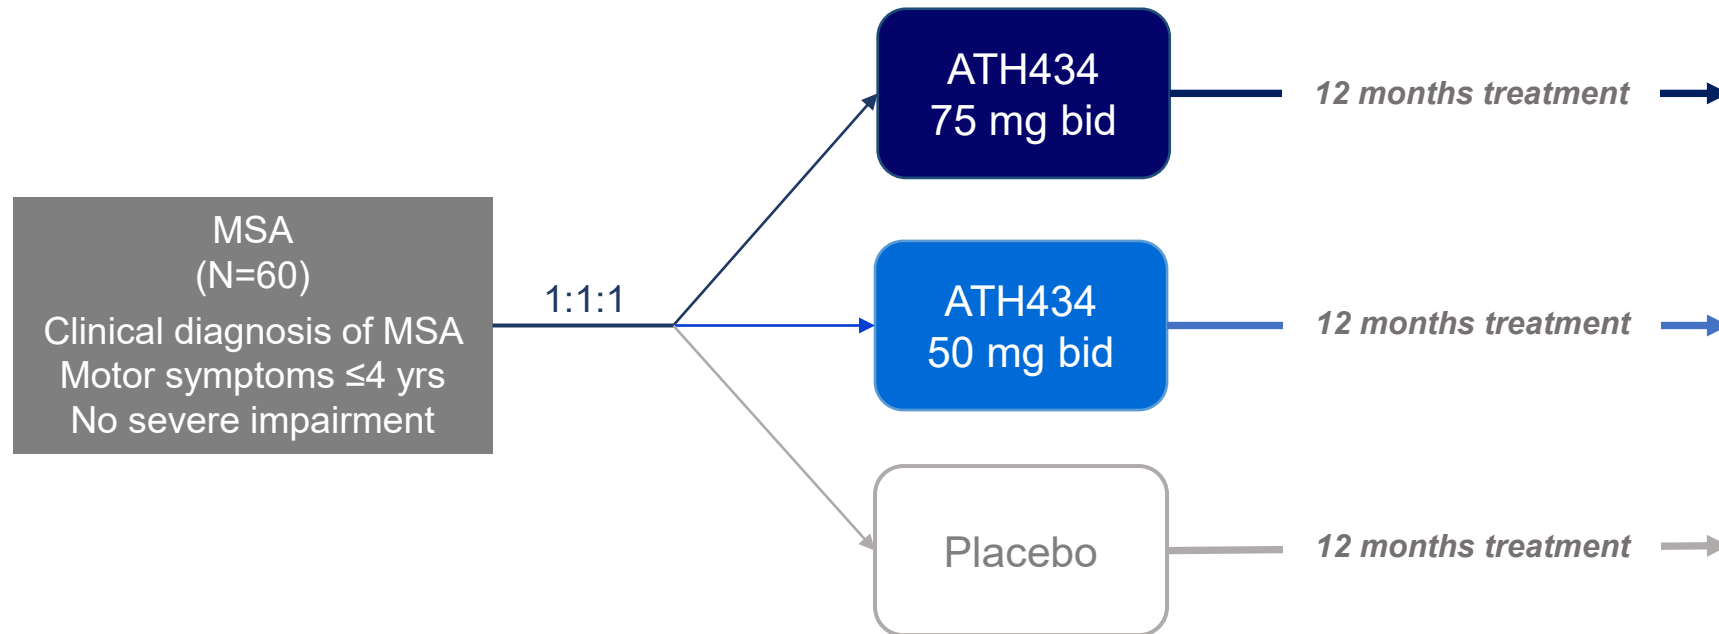 MSA
(N=60)
Clinical diagnosis of MSA
Motor symptoms ≤4 yrs
No severe impairment
1:1:1
ATH434
75 mg bid
12 months treatment
ATH434
50 mg bid
12 months treatment
Placebo
12 months treatment